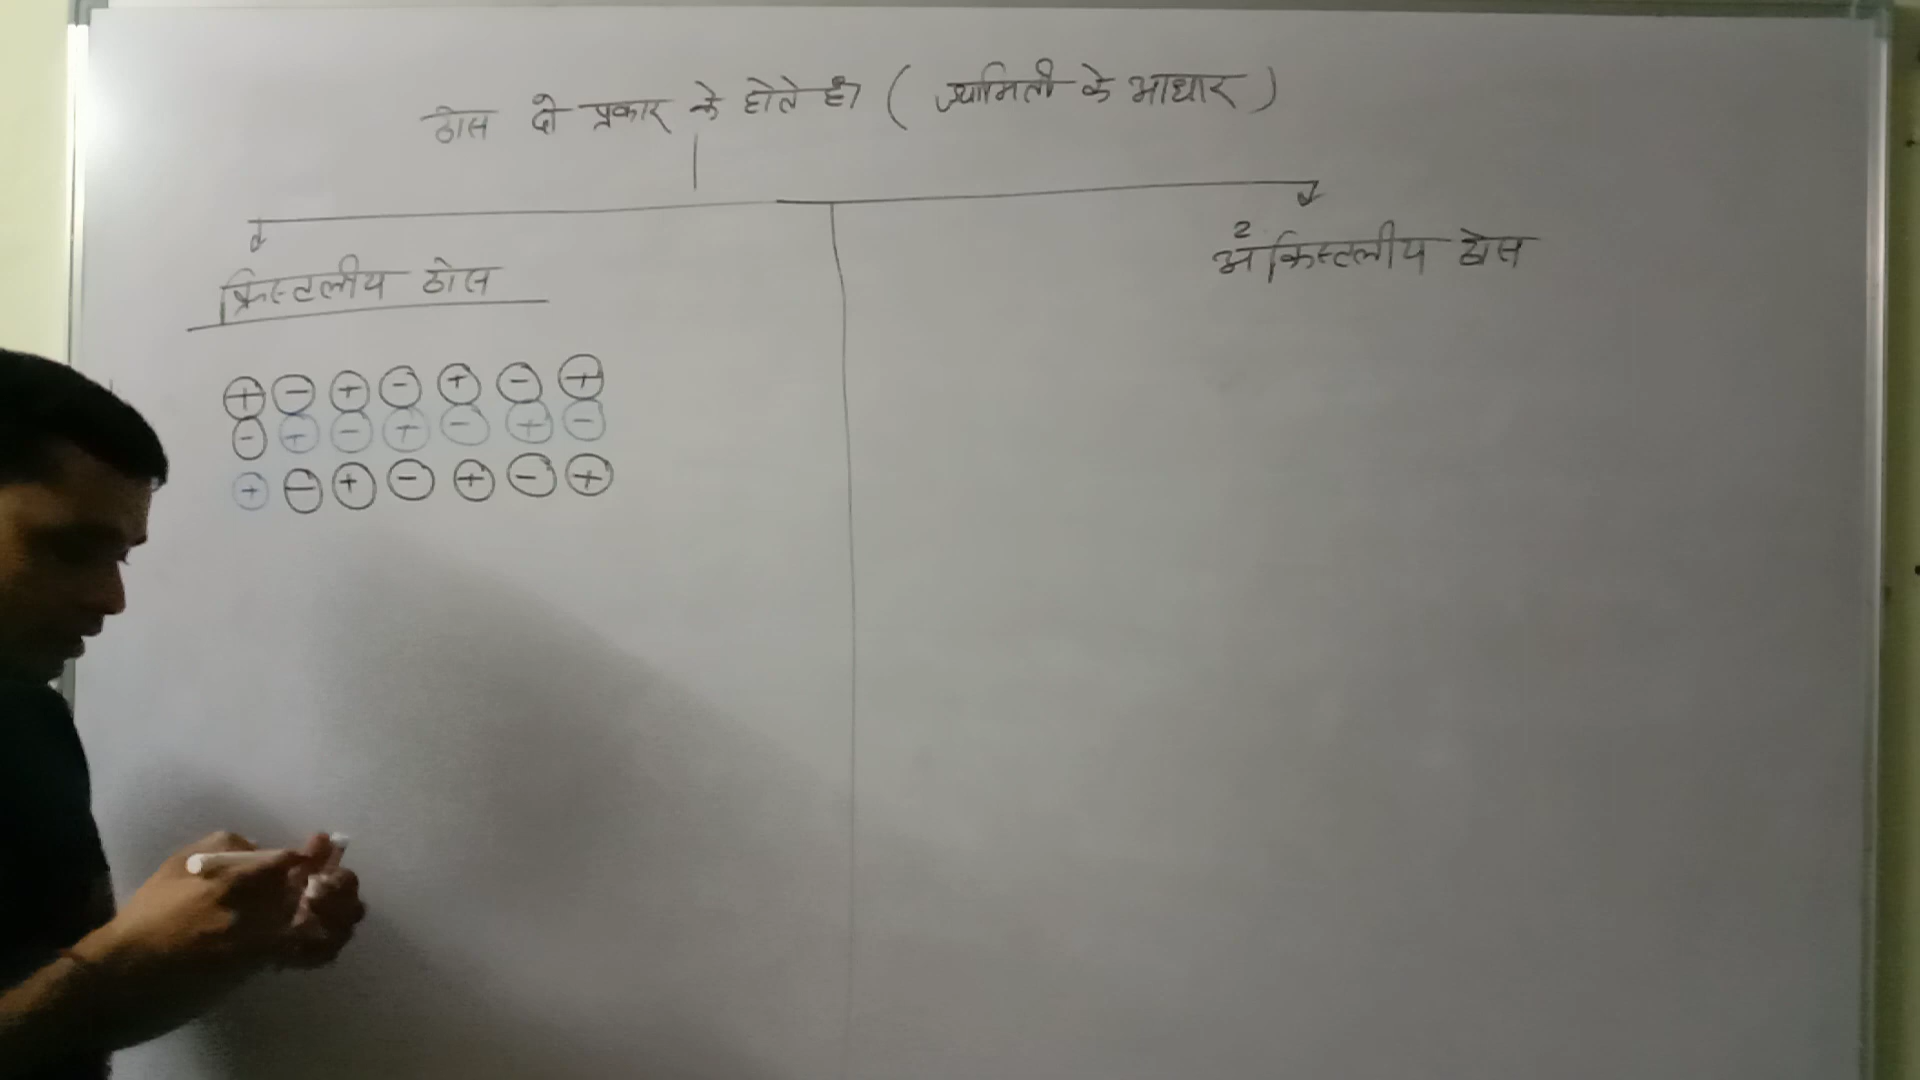 ठोस दो प्रकार के होते है। ( ज्यामिती के आधार )
क्रिस्टलीय ठोस
2
अक्रिस्टलीय ठोस
+ - + - + - +
- + - + - + -
+ - + - + - +